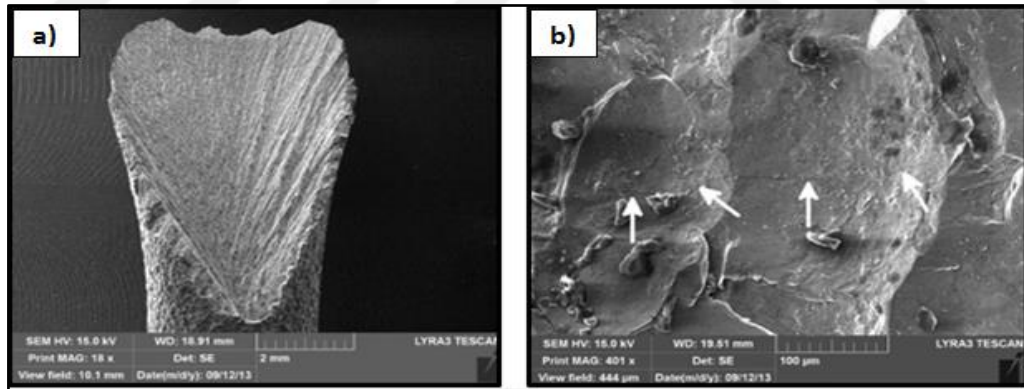 a)
SEM HV: 15.0 kV
WD: 18.91 mm
LYRA3 TESCAN
Print MAG: 18 x
Det: SE
2 mm
View field: 10.1 mm
Date(m/d/y): 09/12/13
b)
SEM HV: 15.0 kV
WD: 19.51 mm
LYRA3 TESCAN
Print MAG: 401 x
Det: SE
100 µm
View field: 444 µm
Date(m/d/y): 09/12/13